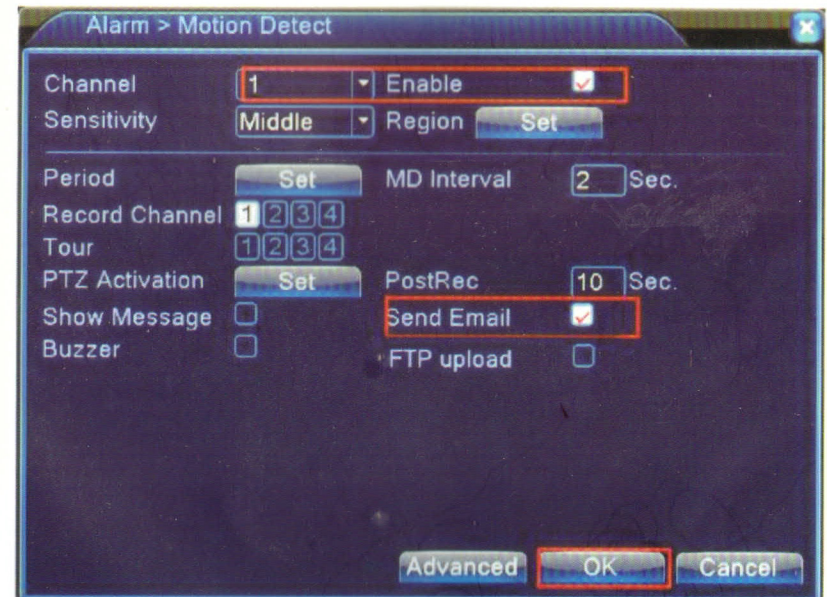 Alarm > Motion Detect
Channel 1 Enable
Sensitivity Middle Region Set
Period Set MD Interval 2 Sec.
Record Channel 1 2 3 4
Tour 1 2 3 4
PTZ Activation Set PostRec 10 Sec.
Show Message Send Email
Buzzer FTP upload
Advanced OK Cancel